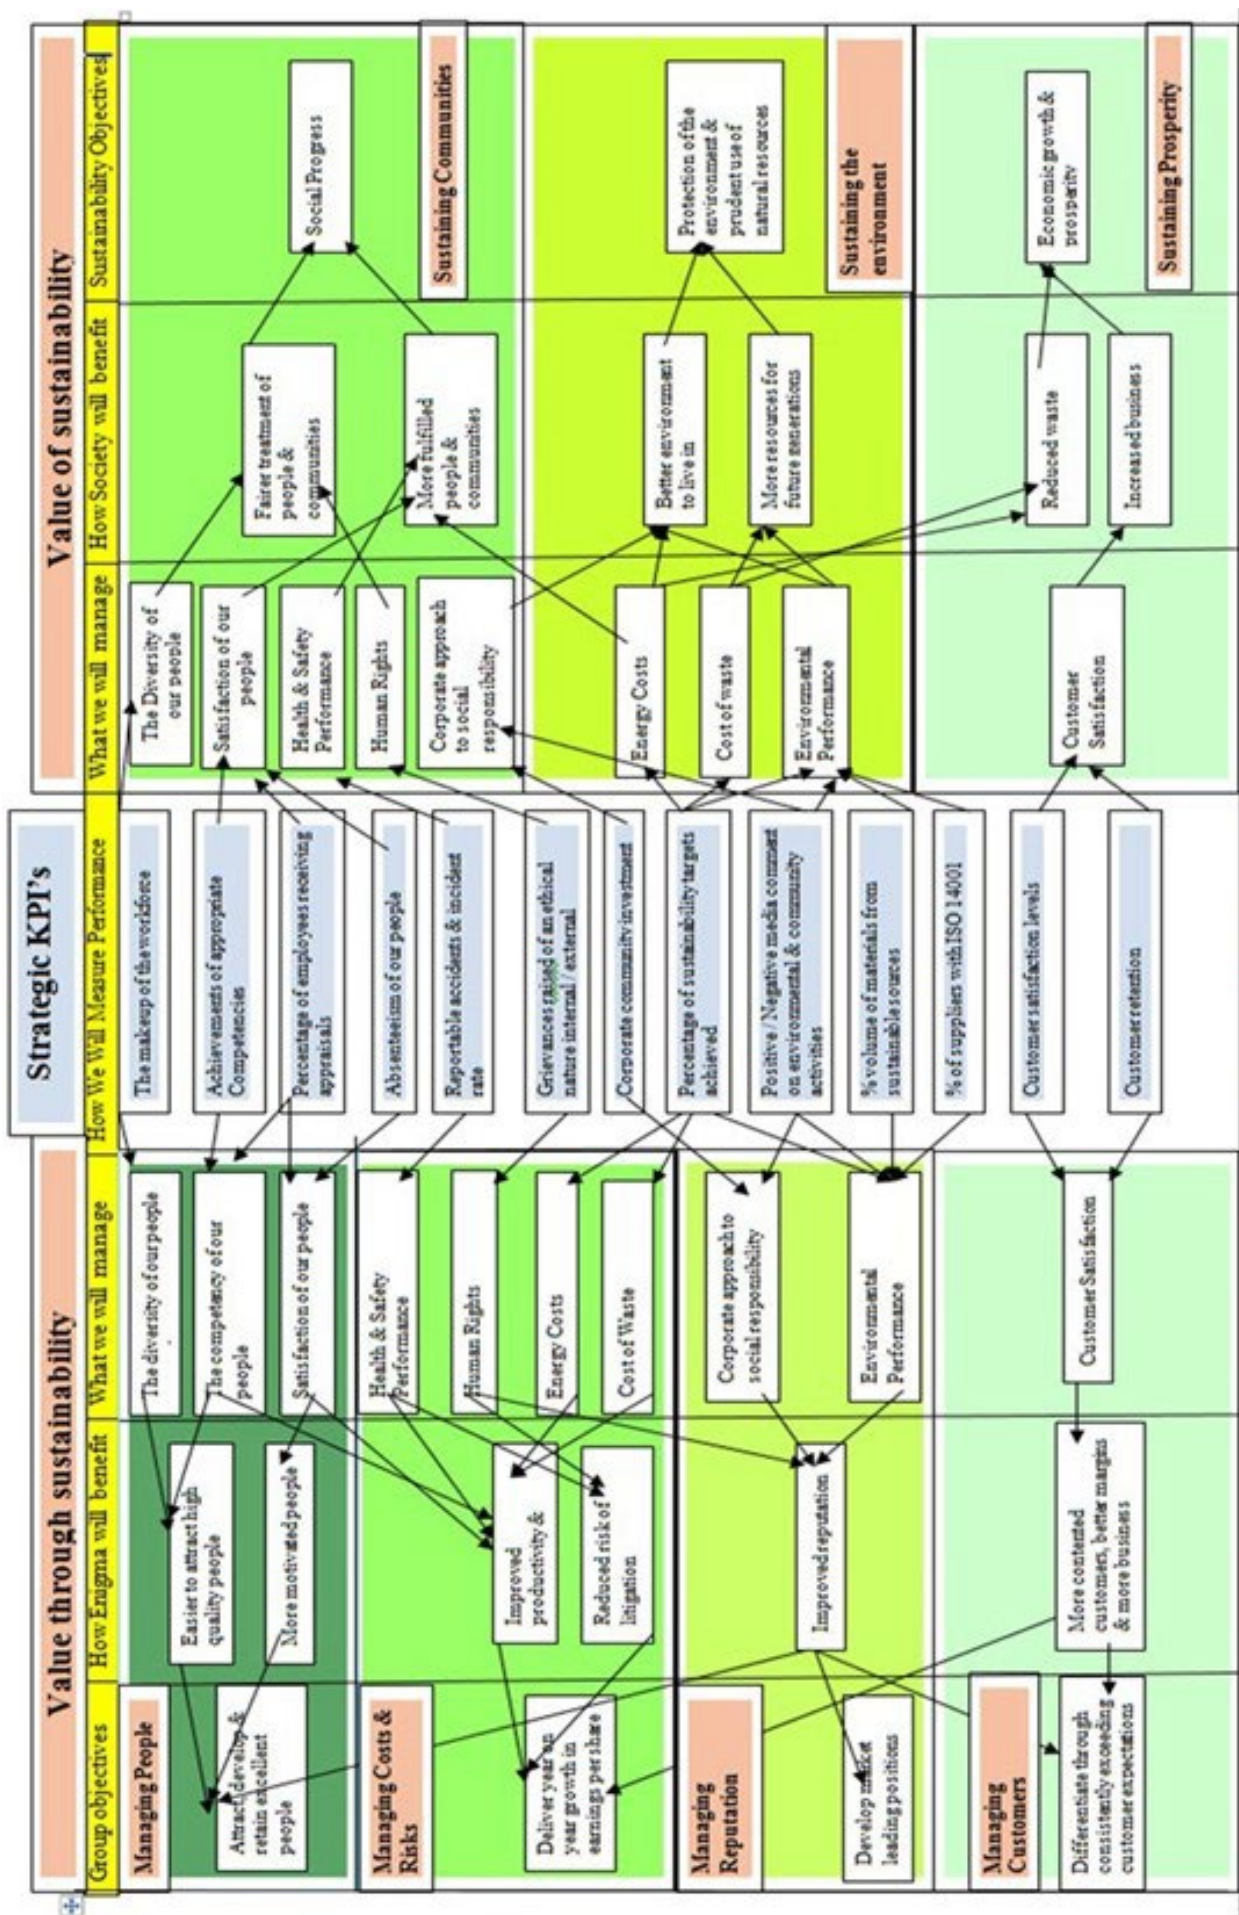 Strategic KPI's
Value through sustainability
Value of sustainability
Group objectives
How Enigma will benefit
What we will manage
How We Will Measure Performance
What we will manage
How Society will benefit
Sustainability Objectives
Managing People
Attract, develop &
retain excellent
people
Easier to attract high
quality people
More motivated people
The diversity of our people
The competency of our
people
Satisfaction of our people
Managing Costs &
Risks
Deliver year on
year growth in
earnings per share
Improved
productivity &
Reduced risk of
litigation
Health & Safety
Performance
Human Rights
Energy Costs
Cost of Waste
Managing
Reputation
Develop market
leading positions
Improved reputation
Corporate approach to
social responsibility
Environmental
Performance
Managing
Customers
Differentiate through
consistently exceeding
customer expectations
More contented
customers, better margins
& more business
Customer Satisfaction
The makeup of the workforce
Achievements of appropriate
Competencies
Percentage of employees receiving
appraisals
Absenteeism of our people
Reportable accidents & incident
rate
Grievances raised of an ethical
nature internal / external
Corporate community investment
Percentage of sustainability targets
achieved
Positive / Negative media comment
on environmental & community
activities
% volume of materials from
sustainable sources
% of suppliers with ISO 14001
Customer satisfaction levels
Customer retention
The Diversity of
our people
Satisfaction of our
people
Health & Safety
Performance
Human Rights
Corporate approach
to social
responsibility
Fairer treatment of
people &
communities
More fulfilled
people &
communities
Social Progress
Sustaining Communities
Energy Costs
Cost of waste
Environmental
Performance
Better environment
to live in
More resources for
future generations
Protection of the
environment &
prudent use of
natural resources
Sustaining the
environment
Customer
Satisfaction
Reduced waste
Increased business
Economic growth &
prosperity
Sustaining Prosperity